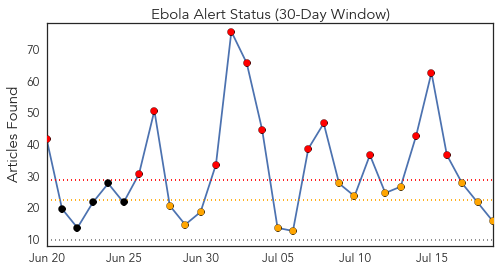 Ebola Alert Status (30-Day Window)
Articles Found
70
60
50
40
30
20
10
Jun 20
Jun 25
Jun 30
Jul 05
Jul 10
Jul 15